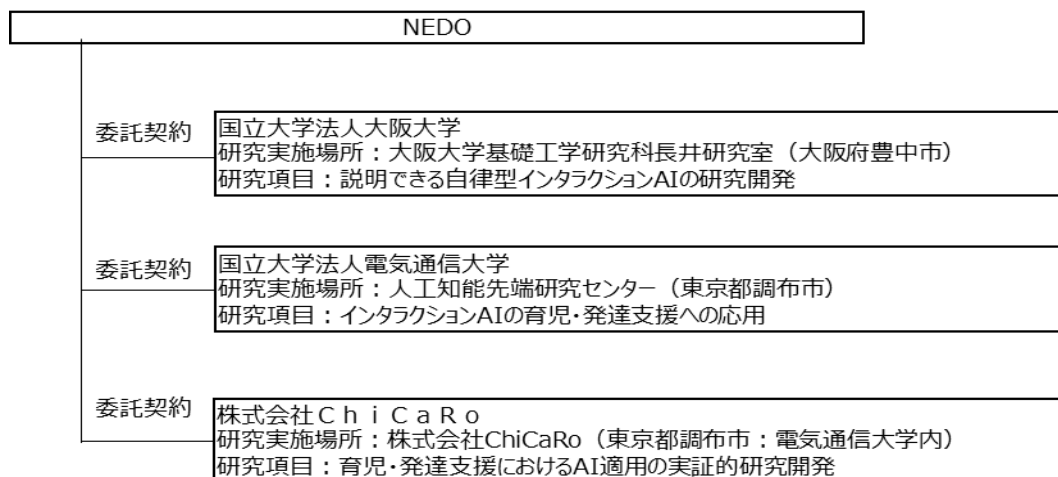 NEDO
委託契約
国立大学法人大阪大学
研究実施場所：大阪大学基礎工学研究科長井研究室（大阪府豊中市）
研究項目：説明できる自律型インタラクションAIの研究開発
委託契約
国立大学法人電気通信大学
研究実施場所：人工知能先端研究センター（東京都調布市）
研究項目：インタラクションAIの育児・発達支援への応用
委託契約
株式会社ＣｈｉＣａＲｏ
研究実施場所：株式会社ChiCaRo（東京都調布市：電気通信大学内）
研究項目：育児・発達支援におけるAI適用の実証的研究開発